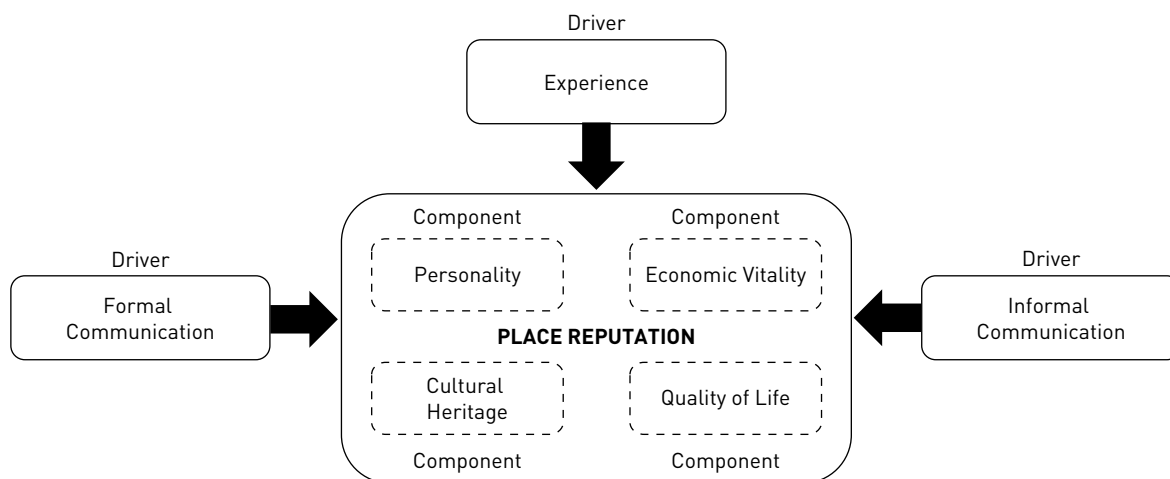 Driver
Experience
Component
Component
Personality
Economic Vitality
Driver
Formal
Communication
Driver
Informal
Communication
PLACE REPUTATION
Cultural
Heritage
Quality of Life
Component
Component